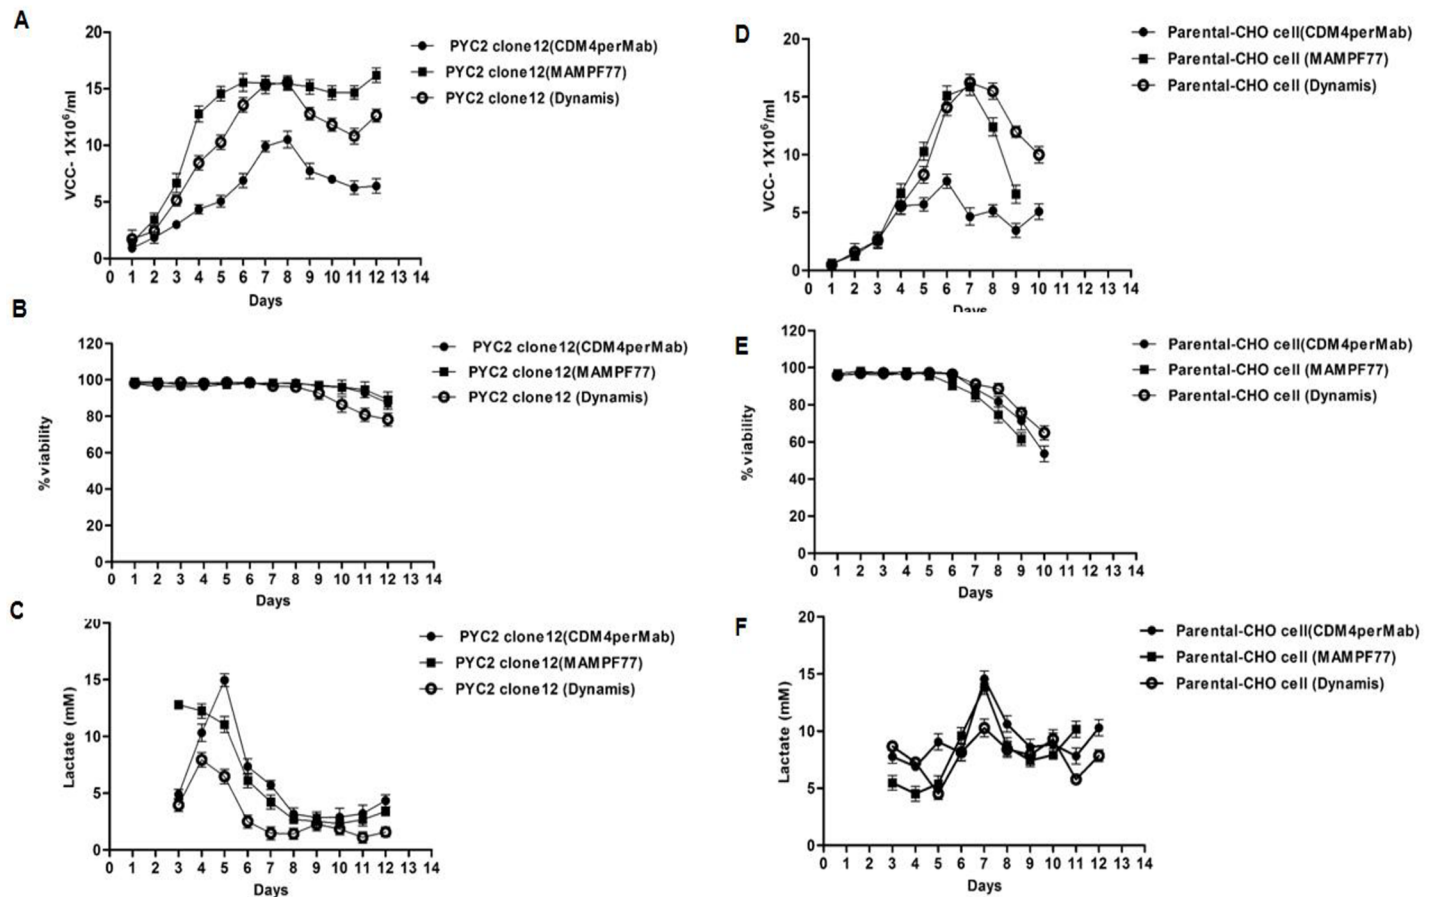 A
20
15
10
5
0
VCC- 1X10⁶/ml
0 1 2 3 4 5 6 7 8 9 10 11 12 13 14
Days
PYC2 clone12(CDM4perMab)
PYC2 clone12(MAMPF77)
PYC2 clone12 (Dynamis)
D
20
15
10
5
0
VCC- 1X10⁶/ml
0 1 2 3 4 5 6 7 8 9 10 11 12 13 14
Days
Parental-CHO cell(CDM4perMab)
Parental-CHO cell (MAMPF77)
Parental-CHO cell (Dynamis)
B
120
100
80
60
40
20
0
%viability
0 1 2 3 4 5 6 7 8 9 10 11 12 13 14
Days
PYC2 clone12(CDM4perMab)
PYC2 clone12(MAMPF77)
PYC2 clone12 (Dynamis)
E
120
100
80
60
40
20
0
%viability
0 1 2 3 4 5 6 7 8 9 10 11 12 13 14
Days
Parental-CHO cell(CDM4perMab)
Parental-CHO cell (MAMPF77)
Parental-CHO cell (Dynamis)
C
20
15
10
5
0
Lactate (mM)
0 1 2 3 4 5 6 7 8 9 10 11 12 13 14
Days
PYC2 clone12(CDM4perMab)
PYC2 clone12(MAMPF77)
PYC2 clone12 (Dynamis)
F
20
15
10
5
0
Lactate (mM)
0 1 2 3 4 5 6 7 8 9 10 11 12 13 14
Days
Parental-CHO cell(CDM4perMab)
Parental-CHO cell (MAMPF77)
Parental-CHO cell (Dynamis)